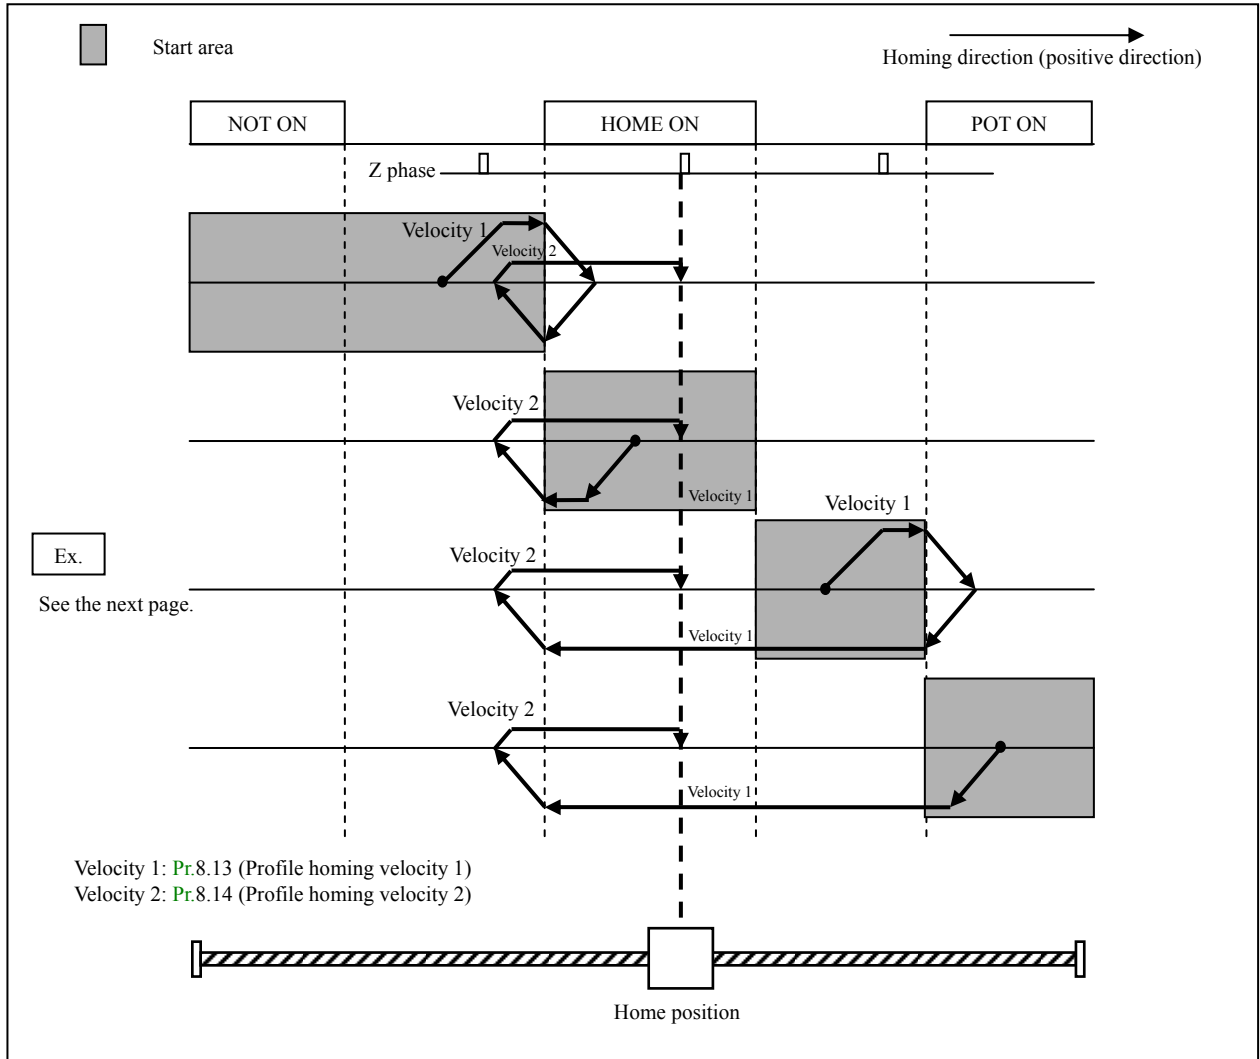 Start area
Homing direction (positive direction)
NOT ON
HOME ON
POT ON
Z phase
Velocity 1
Velocity 2
Velocity 2
Velocity 1
Velocity 1
Ex.
See the next page.
Velocity 2
Velocity 1
Velocity 2
Velocity 1
Velocity 1: Pr.8.13 (Profile homing velocity 1)
Velocity 2: Pr.8.14 (Profile homing velocity 2)
Home position